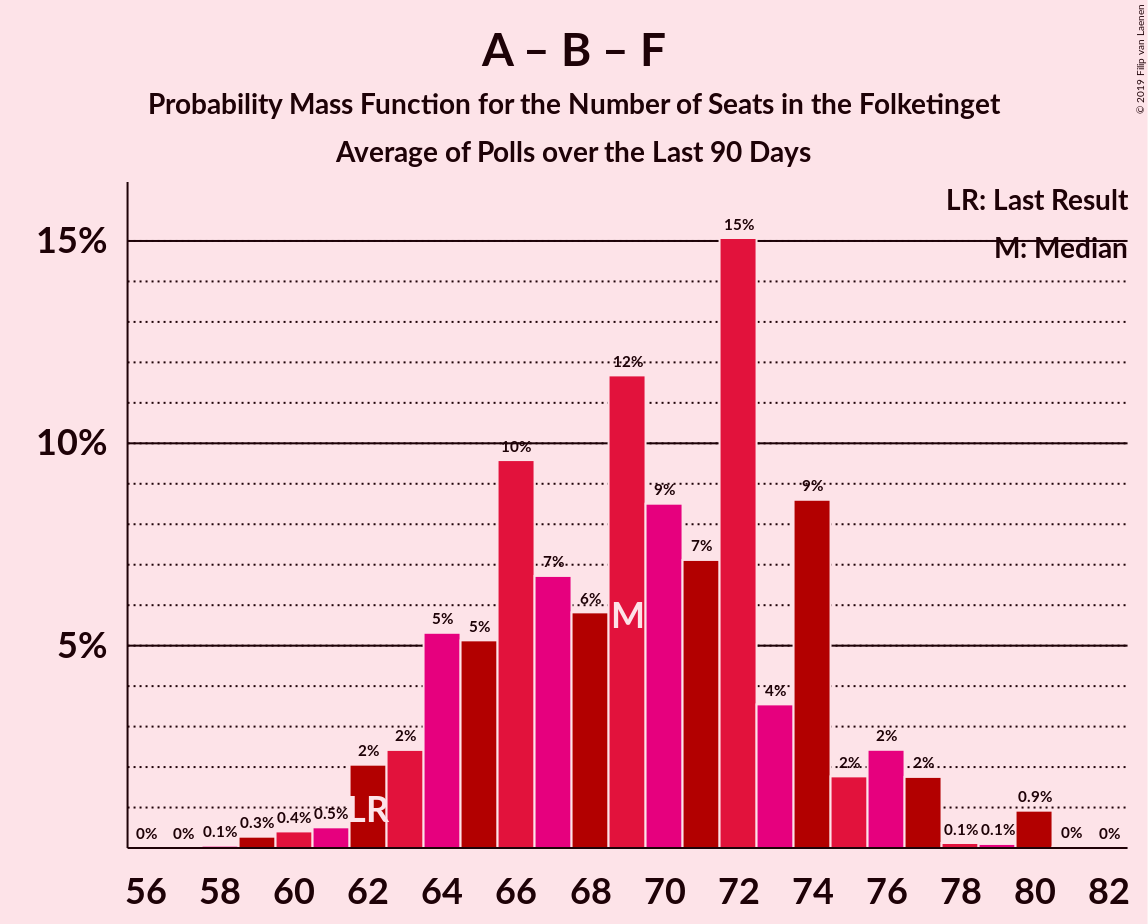 A – B – F
Probability Mass Function for the Number of Seats in the Folketinget
Average of Polls over the Last 90 Days
© 2019 Filip van Laenen
LR: Last Result
M: Median
15%
10%
5%
0% 0% 0.1% 0.3% 0.4% 0.5% 2% 2% 5% 5% 10% 7% 6% 12% 9% 7% 15% 4% 9% 2% 2% 2% 0.1% 0.1% 0.9% 0% 0%
LR
M
56 58 60 62 64 66 68 70 72 74 76 78 80 82